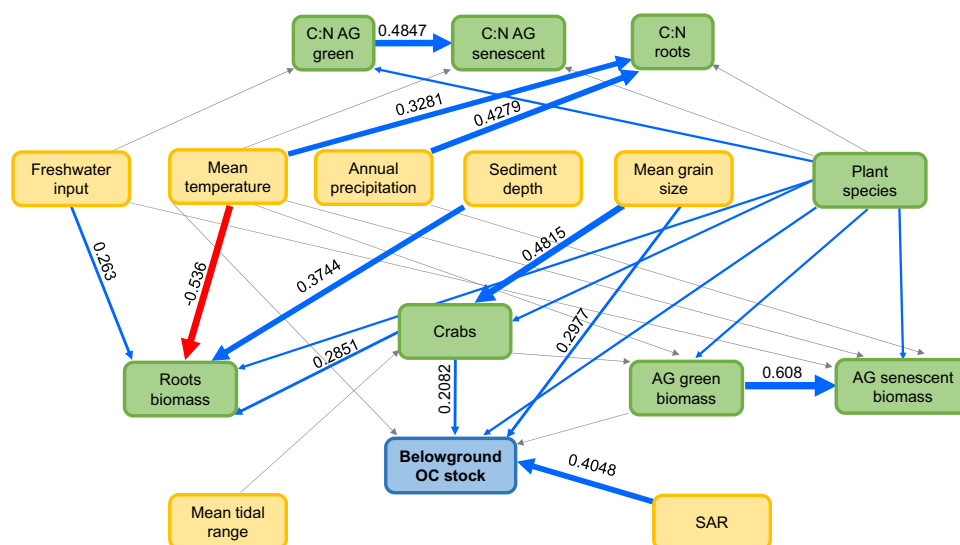 C:N AG
green
0.4847
C:N AG
senescent
C:N
roots
0.3281
0.4279
Freshwater
input
Mean
temperature
Annual
precipitation
Sediment
depth
Mean grain
size
Plant
species
0.263
-0.536
0.3744
0.4815
0.2977
Crabs
0.2851
0.2082
Roots
biomass
AG green
biomass
0.608
AG senescent
biomass
Belowground
OC stock
0.4048
Mean tidal
range
SAR